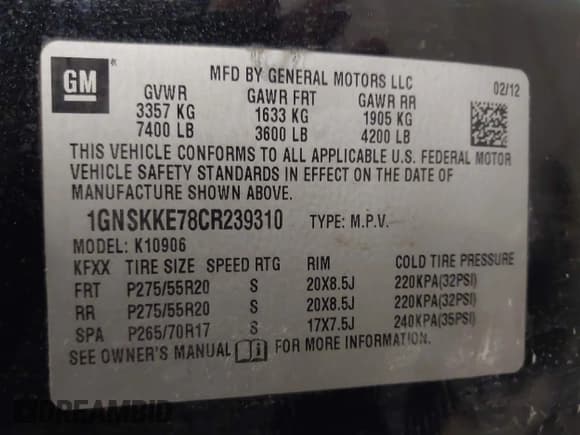 GM ®
MFD BY GENERAL MOTORS LLC
02/12
GVWR GAWR FRT GAWR RR
3357 KG 1633 KG 1905 KG
7400 LB 3600 LB 4200 LB
THIS VEHICLE CONFORMS TO ALL APPLICABLE U.S. FEDERAL MOTOR
VEHICLE SAFETY STANDARDS IN EFFECT ON THE DATE OF
MANUFACTURE SHOWN ABOVE.
1GNSKKE78CR239310 TYPE: M.P.V.
MODEL: K10906
KFXX TIRE SIZE SPEED RTG RIM COLD TIRE PRESSURE
FRT P275/55R20 S 20X8.5J 220KPA(32PSI)
RR P275/55R20 S 20X8.5J 220KPA(32PSI)
SPA P265/70R17 S 17X7.5J 240KPA(35PSI)
SEE OWNER'S MANUAL FOR MORE INFORMATION.
DREAMBID